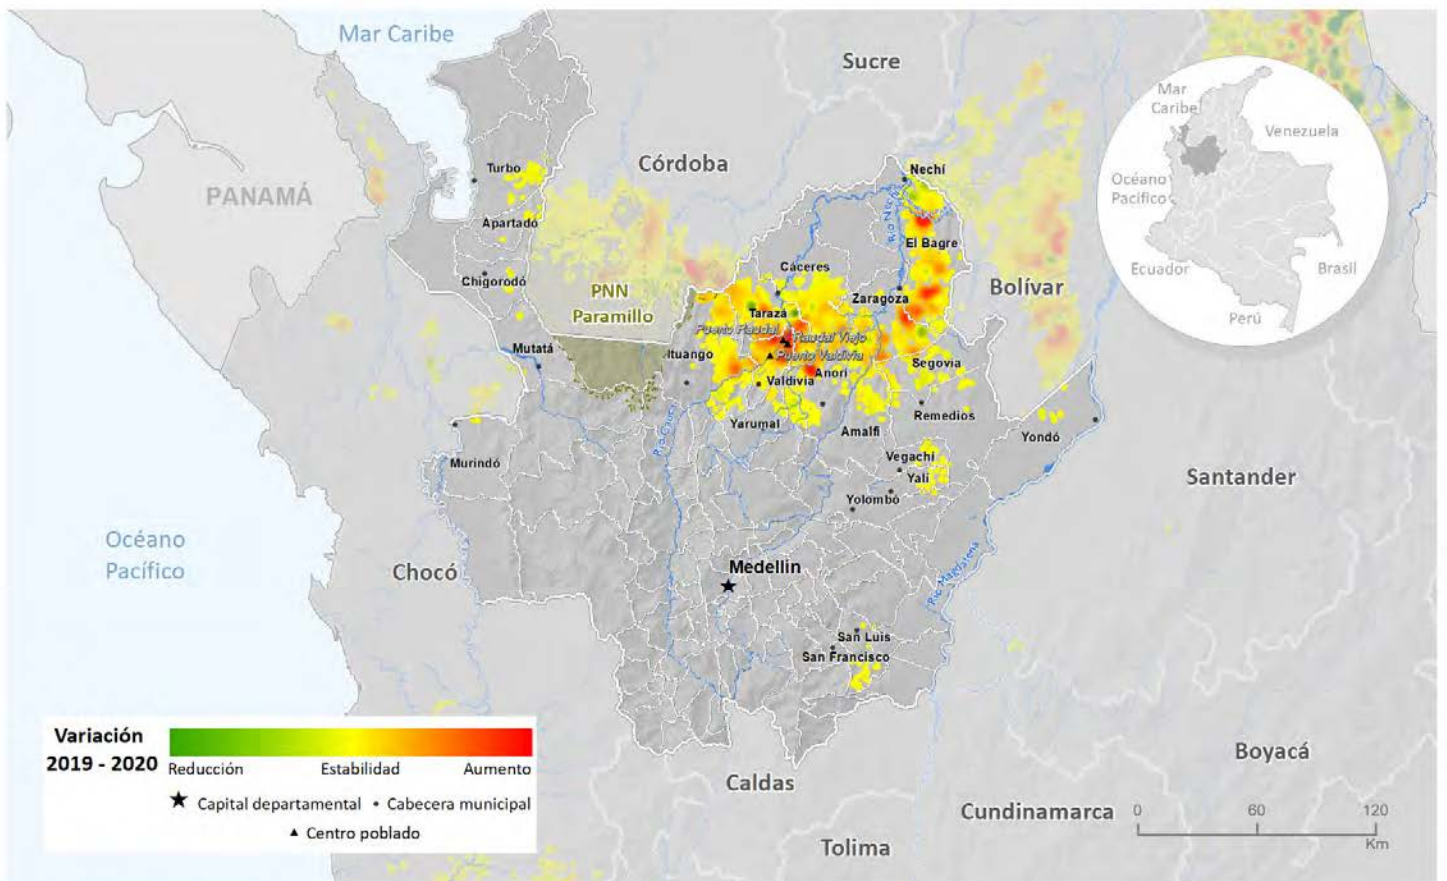 Mar Caribe
Sucre
Mar
Caribe
Venezuela
Córdoba
Turbo
Nechí
PANAMÁ
Océano
Pacífico
Apartadó
Río Nechí
El Bagre
Cáceres
Chigorodó
PNN
Paramillo
Zaragoza
Bolívar
Ecuador
Brasil
Perú
Tarazá
Puerto Raudal
Raudal Viejo
Mutatá
Ituango
Puerto Valdivia
Segovia
Anorí
Valdivia
Remedios
Yarumal
Amalfi
Yondó
Río Cauca
Murindó
Vegachí
Yalí
Santander
Yolombó
Océano
Pacífico
Chocó
Medellin
Río Magdalena
San Luis
San Francisco
Variación
2019 - 2020
Reducción
Estabilidad
Aumento
Capital departamental
Cabecera municipal
Centro poblado
Boyacá
Caldas
Cundinamarca
0
60
120
Km
Tolima